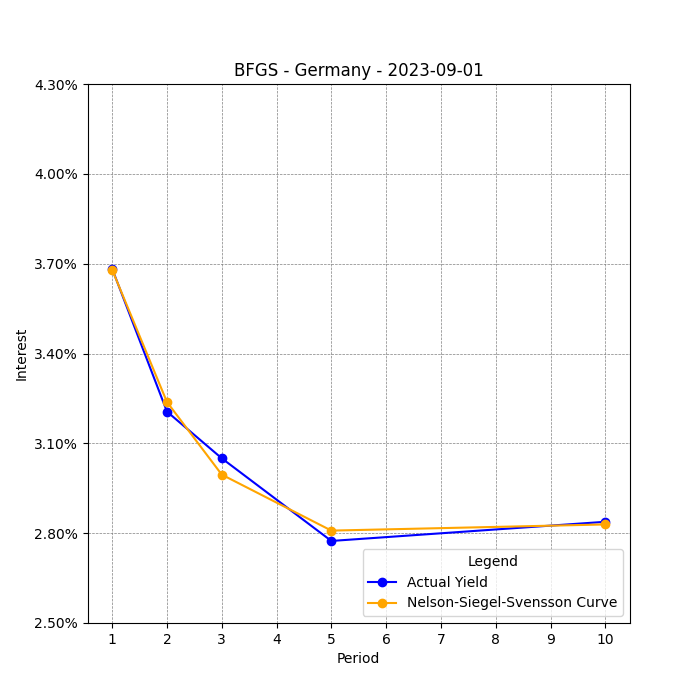 BFGS - Germany - 2023-09-01
4.30%
4.00%
3.70%
3.40%
3.10%
2.80%
2.50%
Interest
1 2 3 4 5 6 7 8 9 10
Period
Legend
Actual Yield
Nelson-Siegel-Svensson Curve